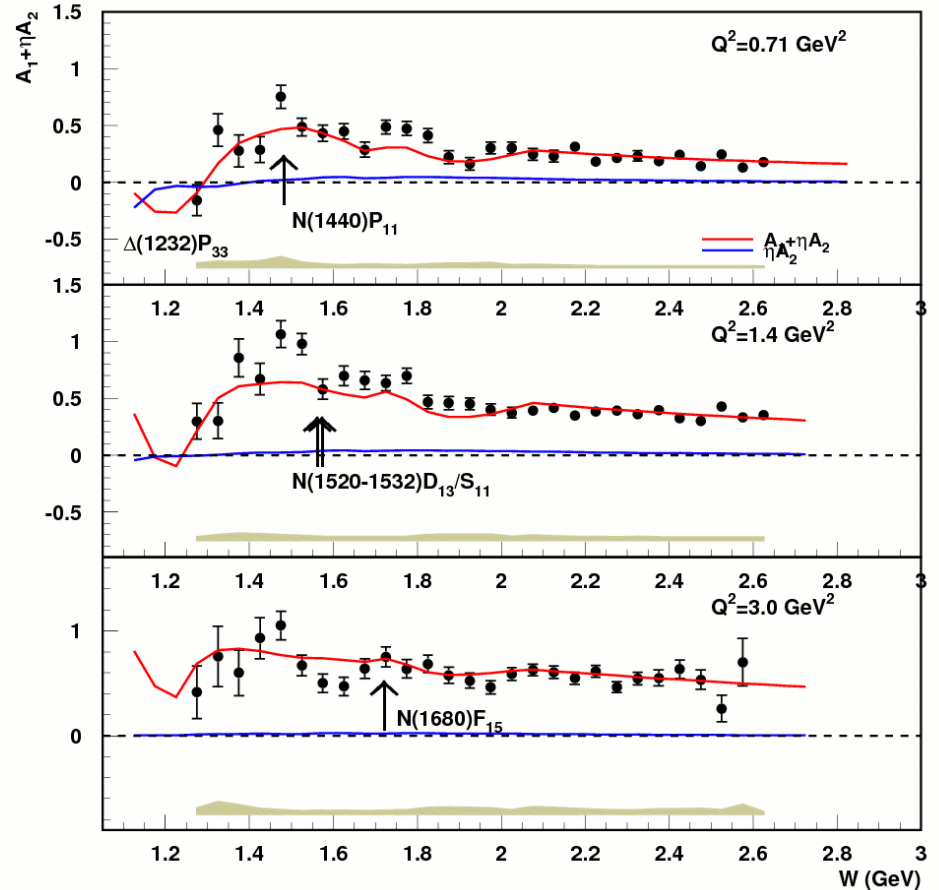 A₁+ηA₂
1.5
1
0.5
0
-0.5
Q²=0.71 GeV²
N(1440)P₁₁
Δ(1232)P₃₃
A₁+ηA₂
ηA₂
1.5
1
0.5
0
-0.5
1.2 1.4 1.6 1.8 2 2.2 2.4 2.6 2.8 3
Q²=1.4 GeV²
N(1520-1532)D₁₃/S₁₁
1
0
1.2 1.4 1.6 1.8 2 2.2 2.4 2.6 2.8 3
Q²=3.0 GeV²
N(1680)F₁₅
1.2 1.4 1.6 1.8 2 2.2 2.4 2.6 2.8 3
W (GeV)